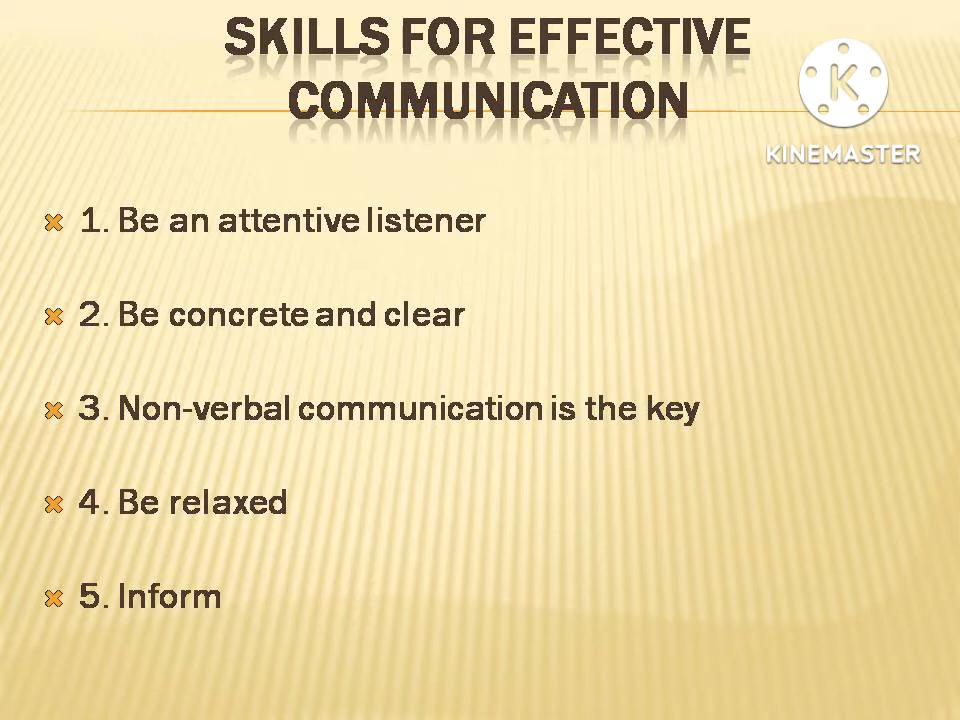 SKILLS FOR EFFECTIVE
COMMUNICATION
K
KINEMASTER
1. Be an attentive listener
2. Be concrete and clear
3. Non-verbal communication is the key
4. Be relaxed
5. Inform